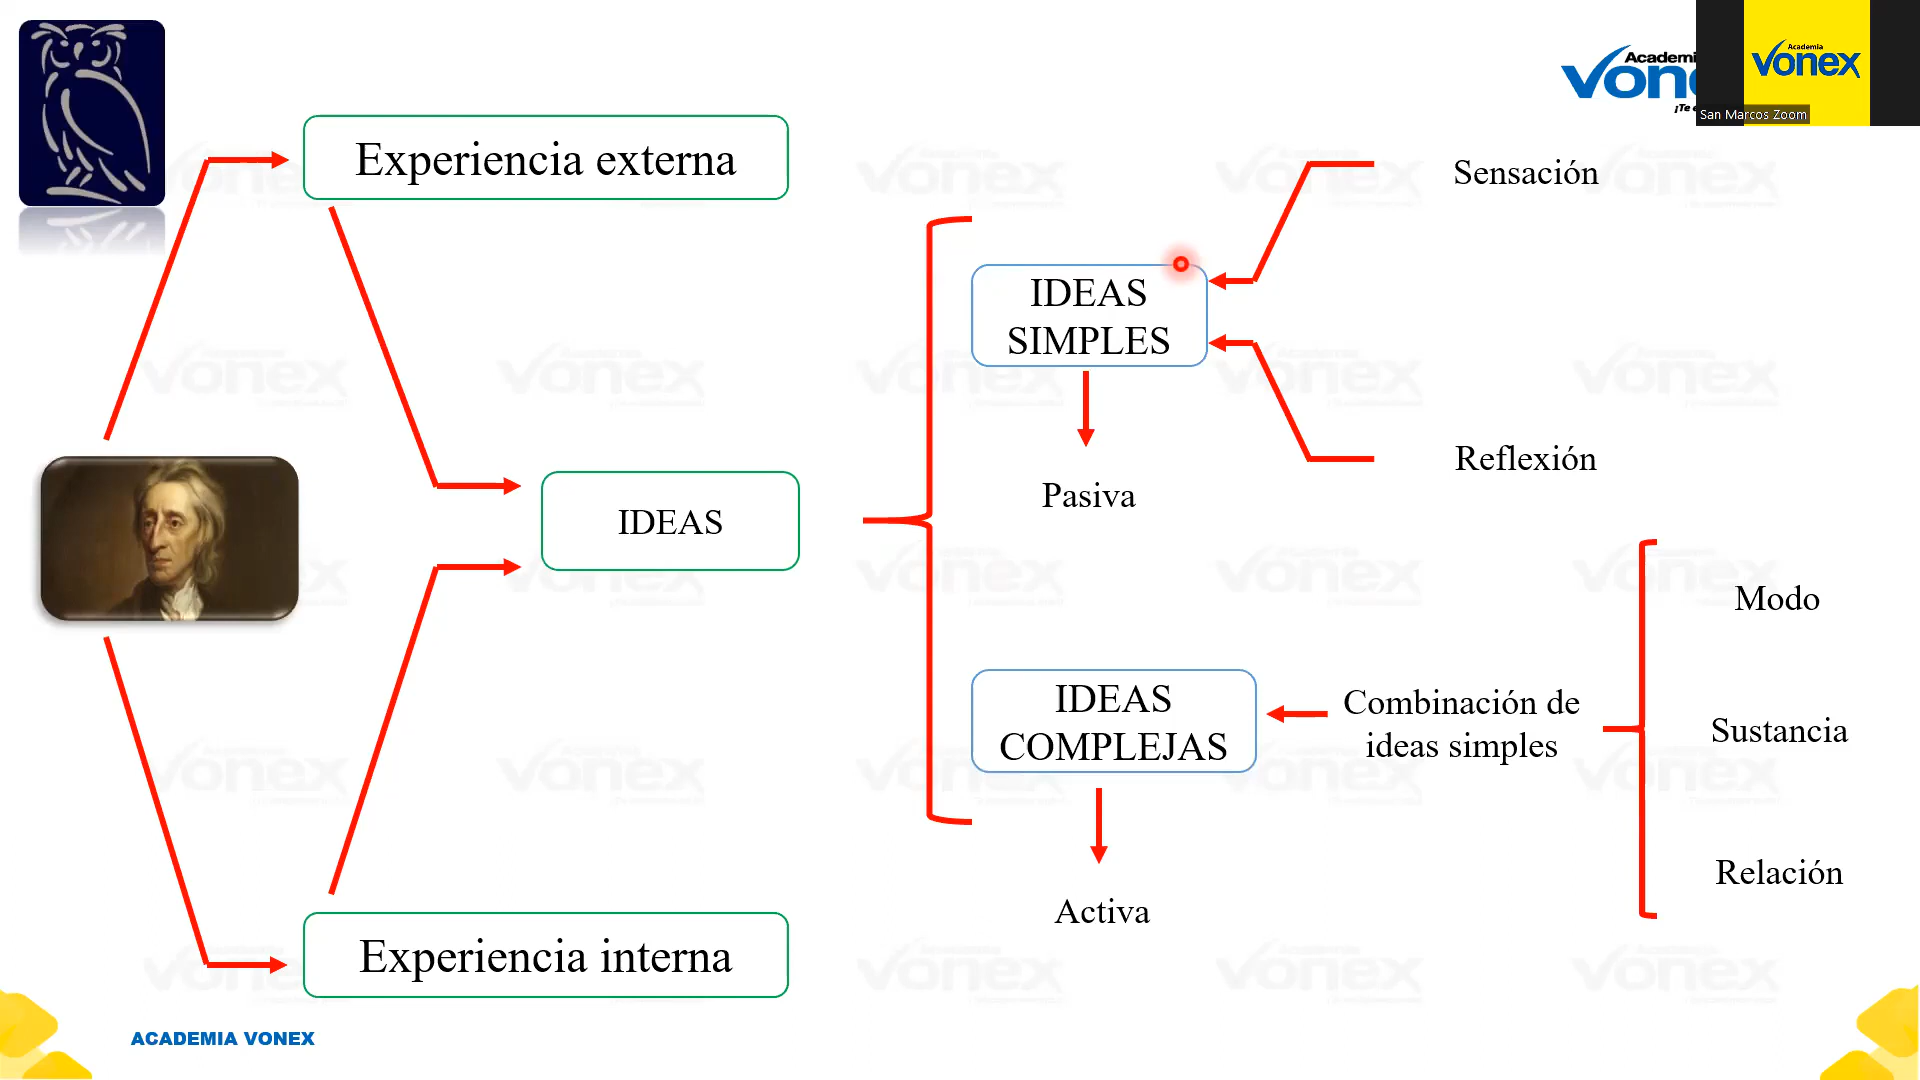 Academia
vonex
San Marcos Zoom
Experiencia externa
Sensación
IDEAS
SIMPLES
Reflexión
Pasiva
IDEAS
Modo
IDEAS
COMPLEJAS
Combinación de
ideas simples
Sustancia
Relación
Activa
Experiencia interna
ACADEMIA VONEX